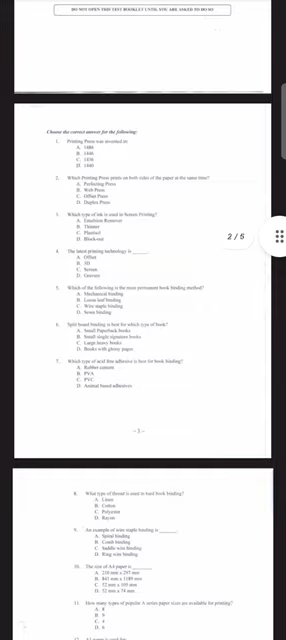 DO NOT OPEN THIS TEST BOOKLET UNTIL YOU ARE ASKED TO DO SO
Choose the correct answer for the following:
1. Printing Press was invented in:
A. 1486
B. 1446
C. 1436
D. 1440
2. Which Printing Press prints on both sides of the paper at the same time?
A. Perfecting Press
B. Web Press
C. Offset Press
D. Duplex Press
3. Which type of ink is used in Screen Printing?
A. Emulsion Remover
B. Thinner
C. Plastisol
D. Block-out
4. The latest printing technology is ______.
A. Offset
B. 3D
C. Screen
D. Gravure
5. Which of the following is the most permanent book binding method?
A. Mechanical binding
B. Loose leaf binding
C. Wire staple binding
D. Sewn binding
6. Split board binding is best for which type of book?
A. Small Paperback books
B. Small single signature books
C. Large heavy books
D. Books with glossy pages
7. Which type of acid free adhesive is best for book binding?
A. Rubber cement
B. PVA
C. PVC
D. Animal based adhesives
2 / 6
8. What type of thread is used in hard book binding?
A. Linen
B. Cotton
C. Polyester
D. Rayon
9. An example of wire staple binding is ______.
A. Spiral binding
B. Comb binding
C. Saddle wire binding
D. Ring wire binding
10. The size of A4 paper is ______
A. 210 mm x 297 mm
B. 841 mm x 1189 mm
C. 52 mm x 105 mm
D. 52 mm x 74 mm
11. How many types of popular A series paper sizes are available for printing?
A. 8
B. 9
C. 4
D. 6